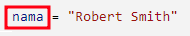 nama = "Robert Smith"